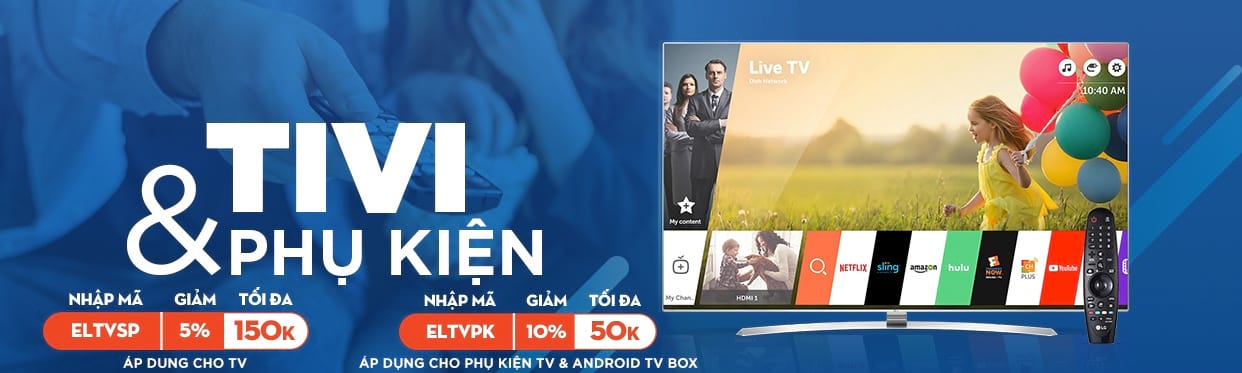 TIVI
& PHỤ KIỆN
NHẬP MÃ GIẢM TỐI ĐA
ELTVSP 5% 150K
ÁP DUNG CHO TV
NHẬP MÃ GIẢM TỐI ĐA
ELTVPK 10% 50K
ÁP DỤNG CHO PHỤ KIỆN TV & ANDROID TV BOX
Live TV
Dish Network
10:40 AM
My content
My Chan.
HDMI 1
NETFLIX
sling
amazon
hulu
NOW
CH
PLUS
YouTube
LG